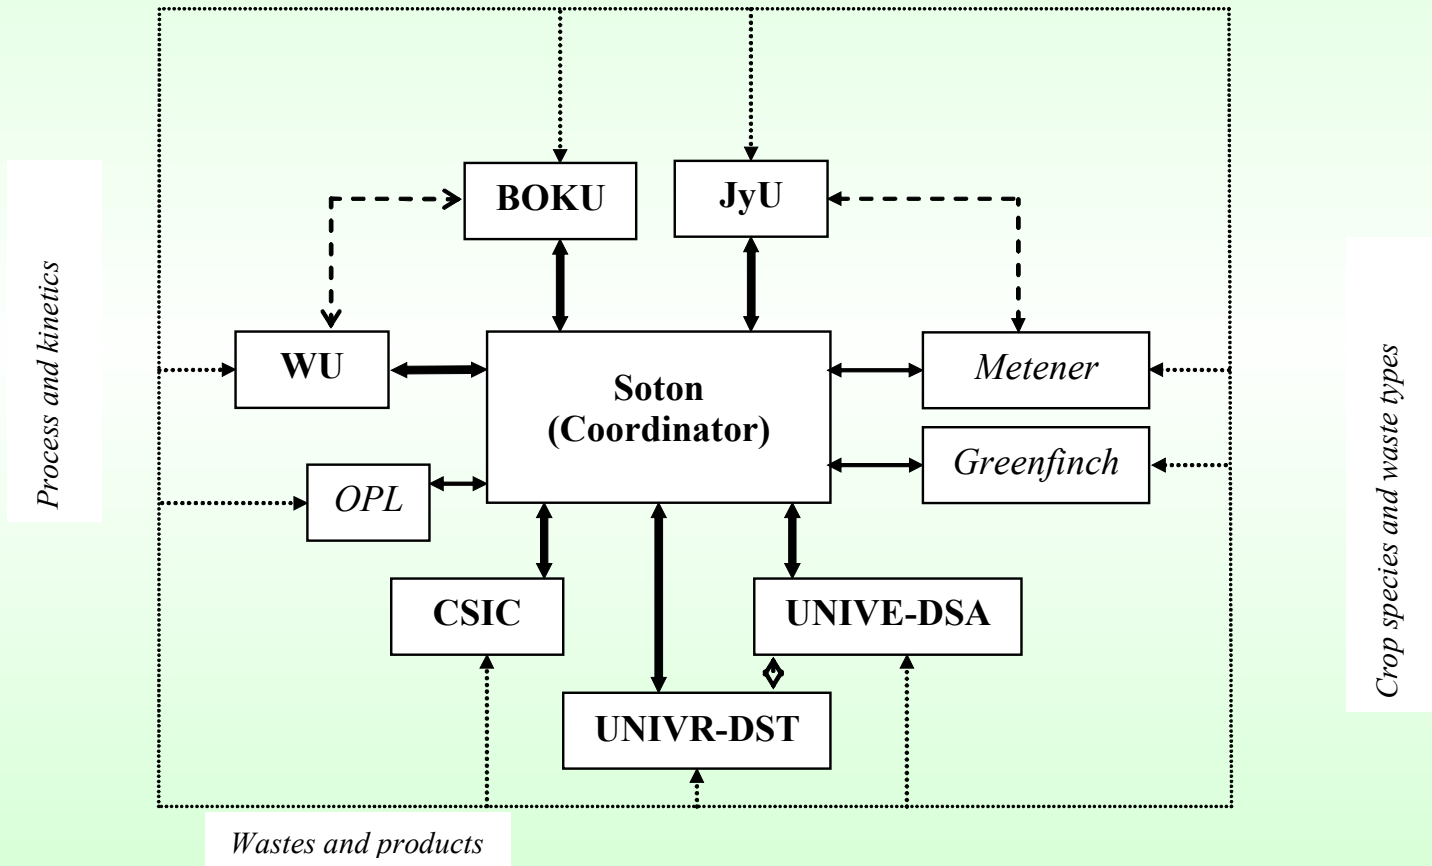 BOKU
JyU
Process and kinetics
WU
Soton
(Coordinator)
Metener
Crop species and waste types
Greenfinch
OPL
CSIC
UNIVE-DSA
UNIVR-DST
Wastes and products